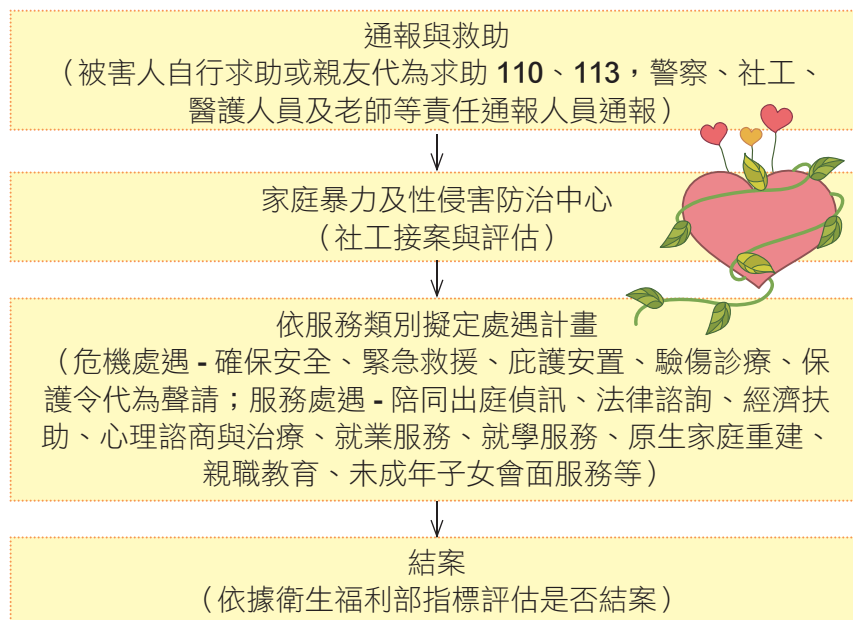 通報與救助
（被害人自行求助或親友代為求助 110、113，警察、社工、
醫護人員及老師等責任通報人員通報）
家庭暴力及性侵害防治中心
（社工接案與評估）
依服務類別擬定處遇計畫
（危機處遇 - 確保安全、緊急救援、庇護安置、驗傷診療、保
護令代為聲請；服務處遇 - 陪同出庭偵訊、法律諮詢、經濟扶
助、心理諮商與治療、就業服務、就學服務、原生家庭重建、
親職教育、未成年子女會面服務等）
結案
（依據衛生福利部指標評估是否結案）